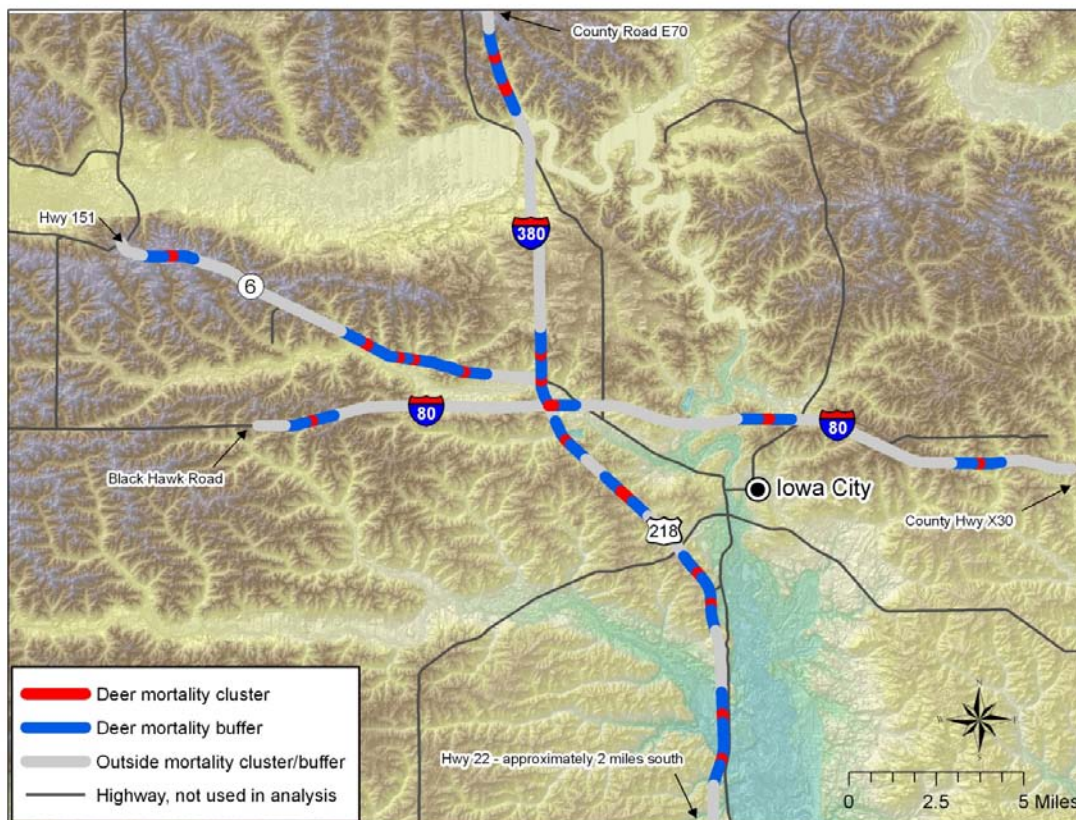 County Road E70
380
Hwy 151
6
80
80
Black Hawk Road
Iowa City
County Hwy X30
218
Deer mortality cluster
Deer mortality buffer
Outside mortality cluster/buffer
Highway, not used in analysis
Hwy 22 - approximately 2 miles south
N
W E
S
0 2.5 5 Miles